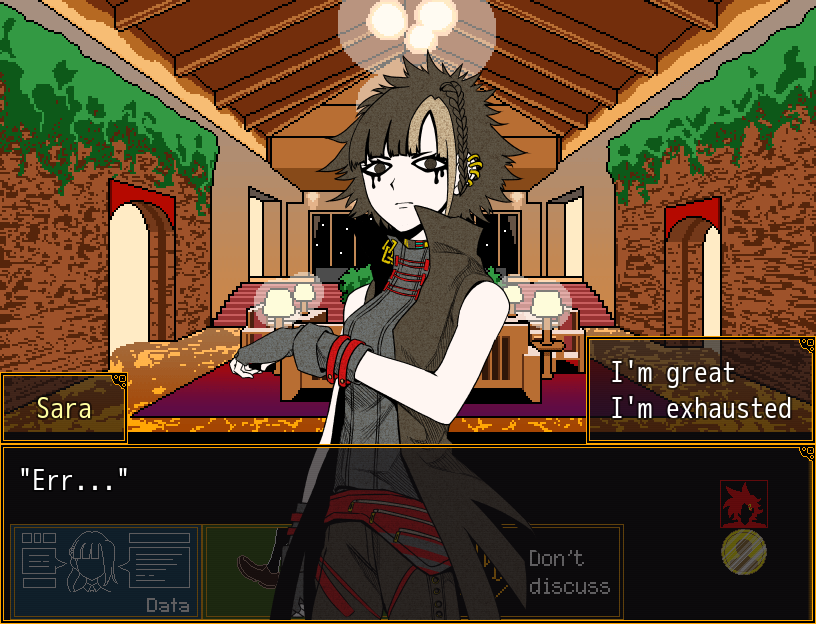 I'm great
I'm exhausted
Sara
"Err..."
Data
Don't
discuss